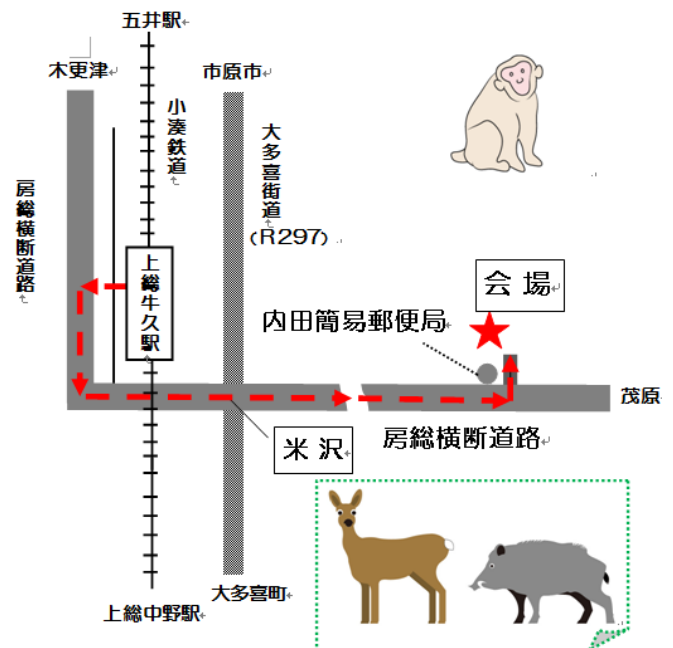 五井駅
木更津
市原市
小湊鉄道
大多喜街道
(R297)
房総横断道路
上総牛久駅
会場
内田簡易郵便局
茂原
房総横断道路
米沢
大多喜町
上総中野駅